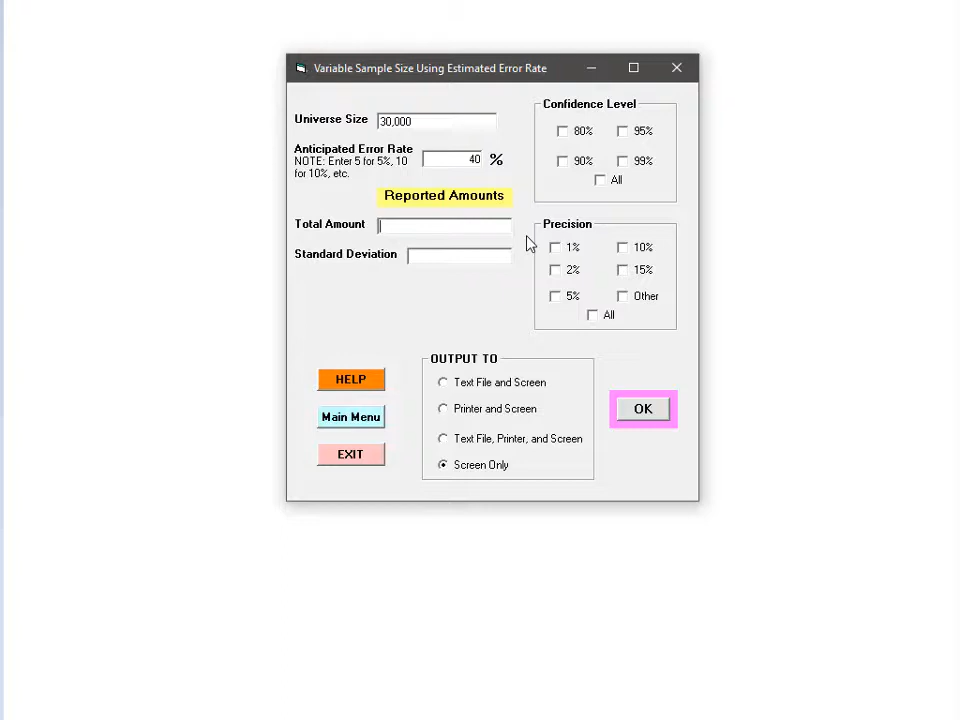 Variable Sample Size Using Estimated Error Rate
Universe Size 30,000
Anticipated Error Rate
NOTE: Enter 5 for 5%, 10
for 10%, etc.
40 %
Reported Amounts
Total Amount
Standard Deviation
Confidence Level
80% 95%
90% 99%
All
Precision
1% 10%
2% 15%
5% Other
All
HELP
Main Menu
EXIT
OUTPUT TO
Text File and Screen
Printer and Screen
Text File, Printer, and Screen
Screen Only
OK